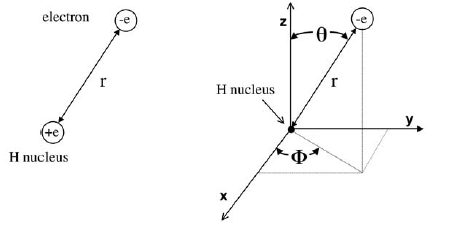 electron
-e
r
+e
H nucleus
z
θ
-e
r
H nucleus
y
Φ
x